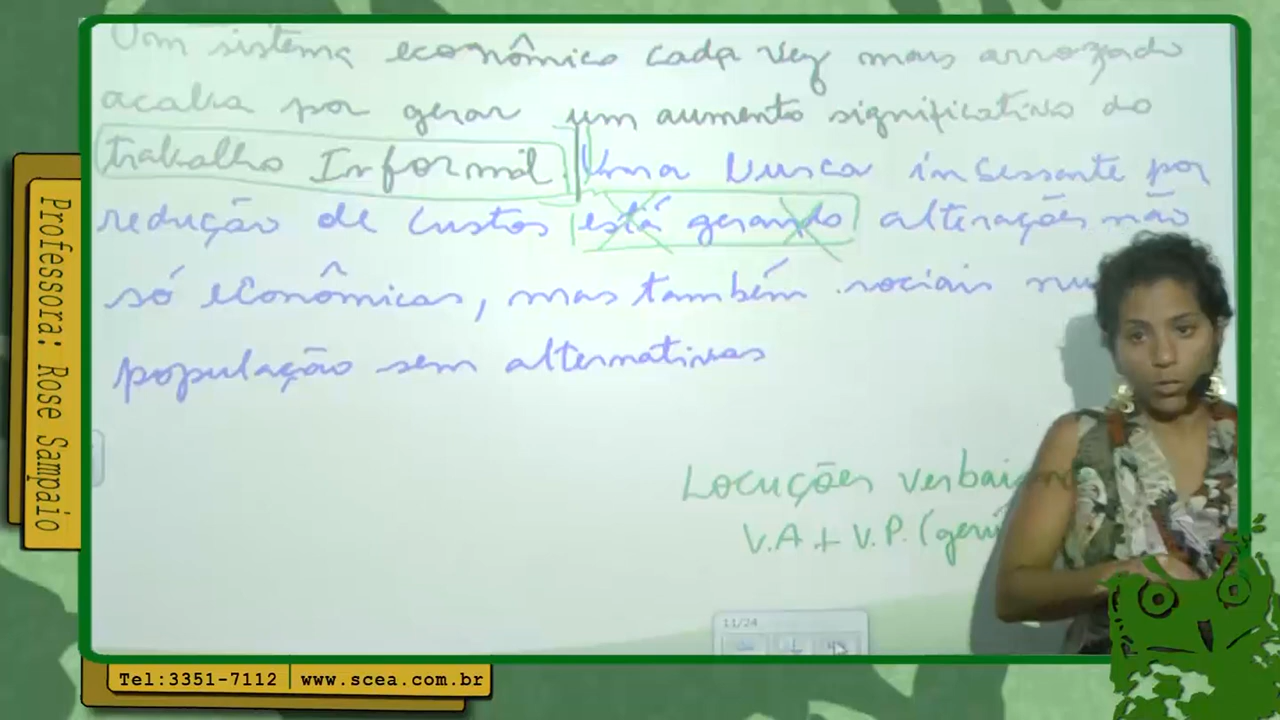 Um sistema econômico cada vez mais arrozado
acaba por gerar um aumento significativo do
trabalho Informal. Uma busca incessante por
redução de custos está gerando alterações não
só econômicas, mas também sociais
população sem alternativas
Locuções verbais
V.A + V.P. (gerú
11/24
Professora: Rose Sampaio
Tel:3351-7112 | www.scea.com.br